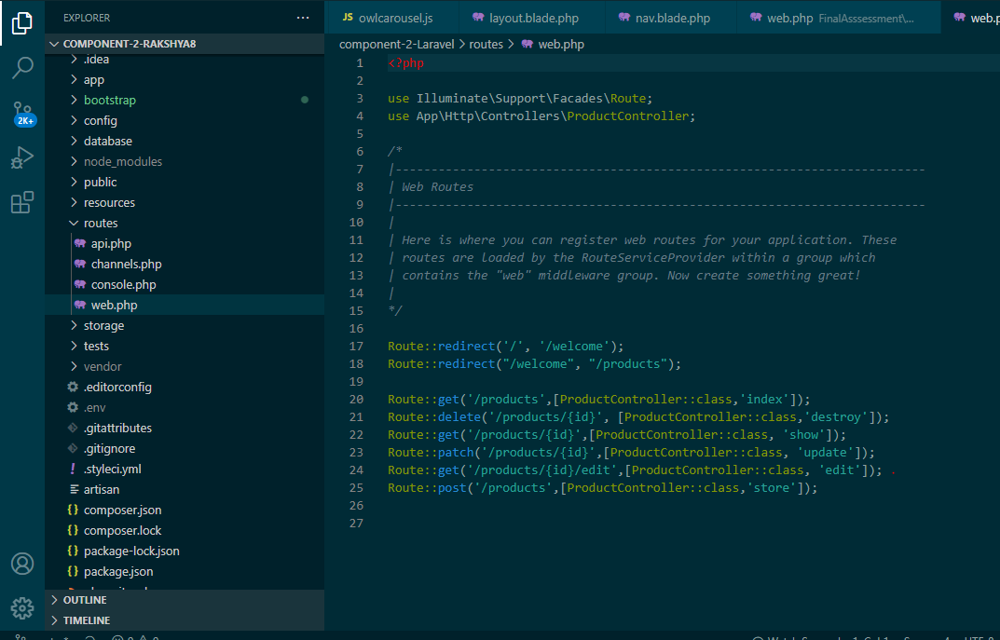 EXPLORER
COMPONENT-2-RAKSHYA8
.idea
app
bootstrap
config
database
node_modules
public
resources
routes
api.php
channels.php
console.php
web.php
storage
tests
vendor
.editorconfig
.env
.gitattributes
.gitignore
.styleci.yml
artisan
composer.json
composer.lock
package-lock.json
package.json
OUTLINE
TIMELINE
2K+
JS owlcarousel.js
layout.blade.php
nav.blade.php
web.php FinalAsssessment\...
web.p
component-2-Laravel > routes > web.php
1 <?php
2
3 use Illuminate\Support\Facades\Route;
4 use App\Http\Controllers\ProductController;
5
6 /*
7 |--------------------------------------------------------------------------
8 | Web Routes
9 |--------------------------------------------------------------------------
10 |
11 | Here is where you can register web routes for your application. These
12 | routes are loaded by the RouteServiceProvider within a group which
13 | contains the "web" middleware group. Now create something great!
14 |
15 */
16
17 Route::redirect('/', '/welcome');
18 Route::redirect("/welcome", "/products");
19
20 Route::get('/products',[ProductController::class,'index']);
21 Route::delete('/products/{id}', [ProductController::class,'destroy']);
22 Route::get('/products/{id}',[ProductController::class, 'show']);
23 Route::patch('/products/{id}',[ProductController::class, 'update']);
24 Route::get('/products/{id}/edit',[ProductController::class, 'edit']);
25 Route::post('/products',[ProductController::class,'store']);
26
27